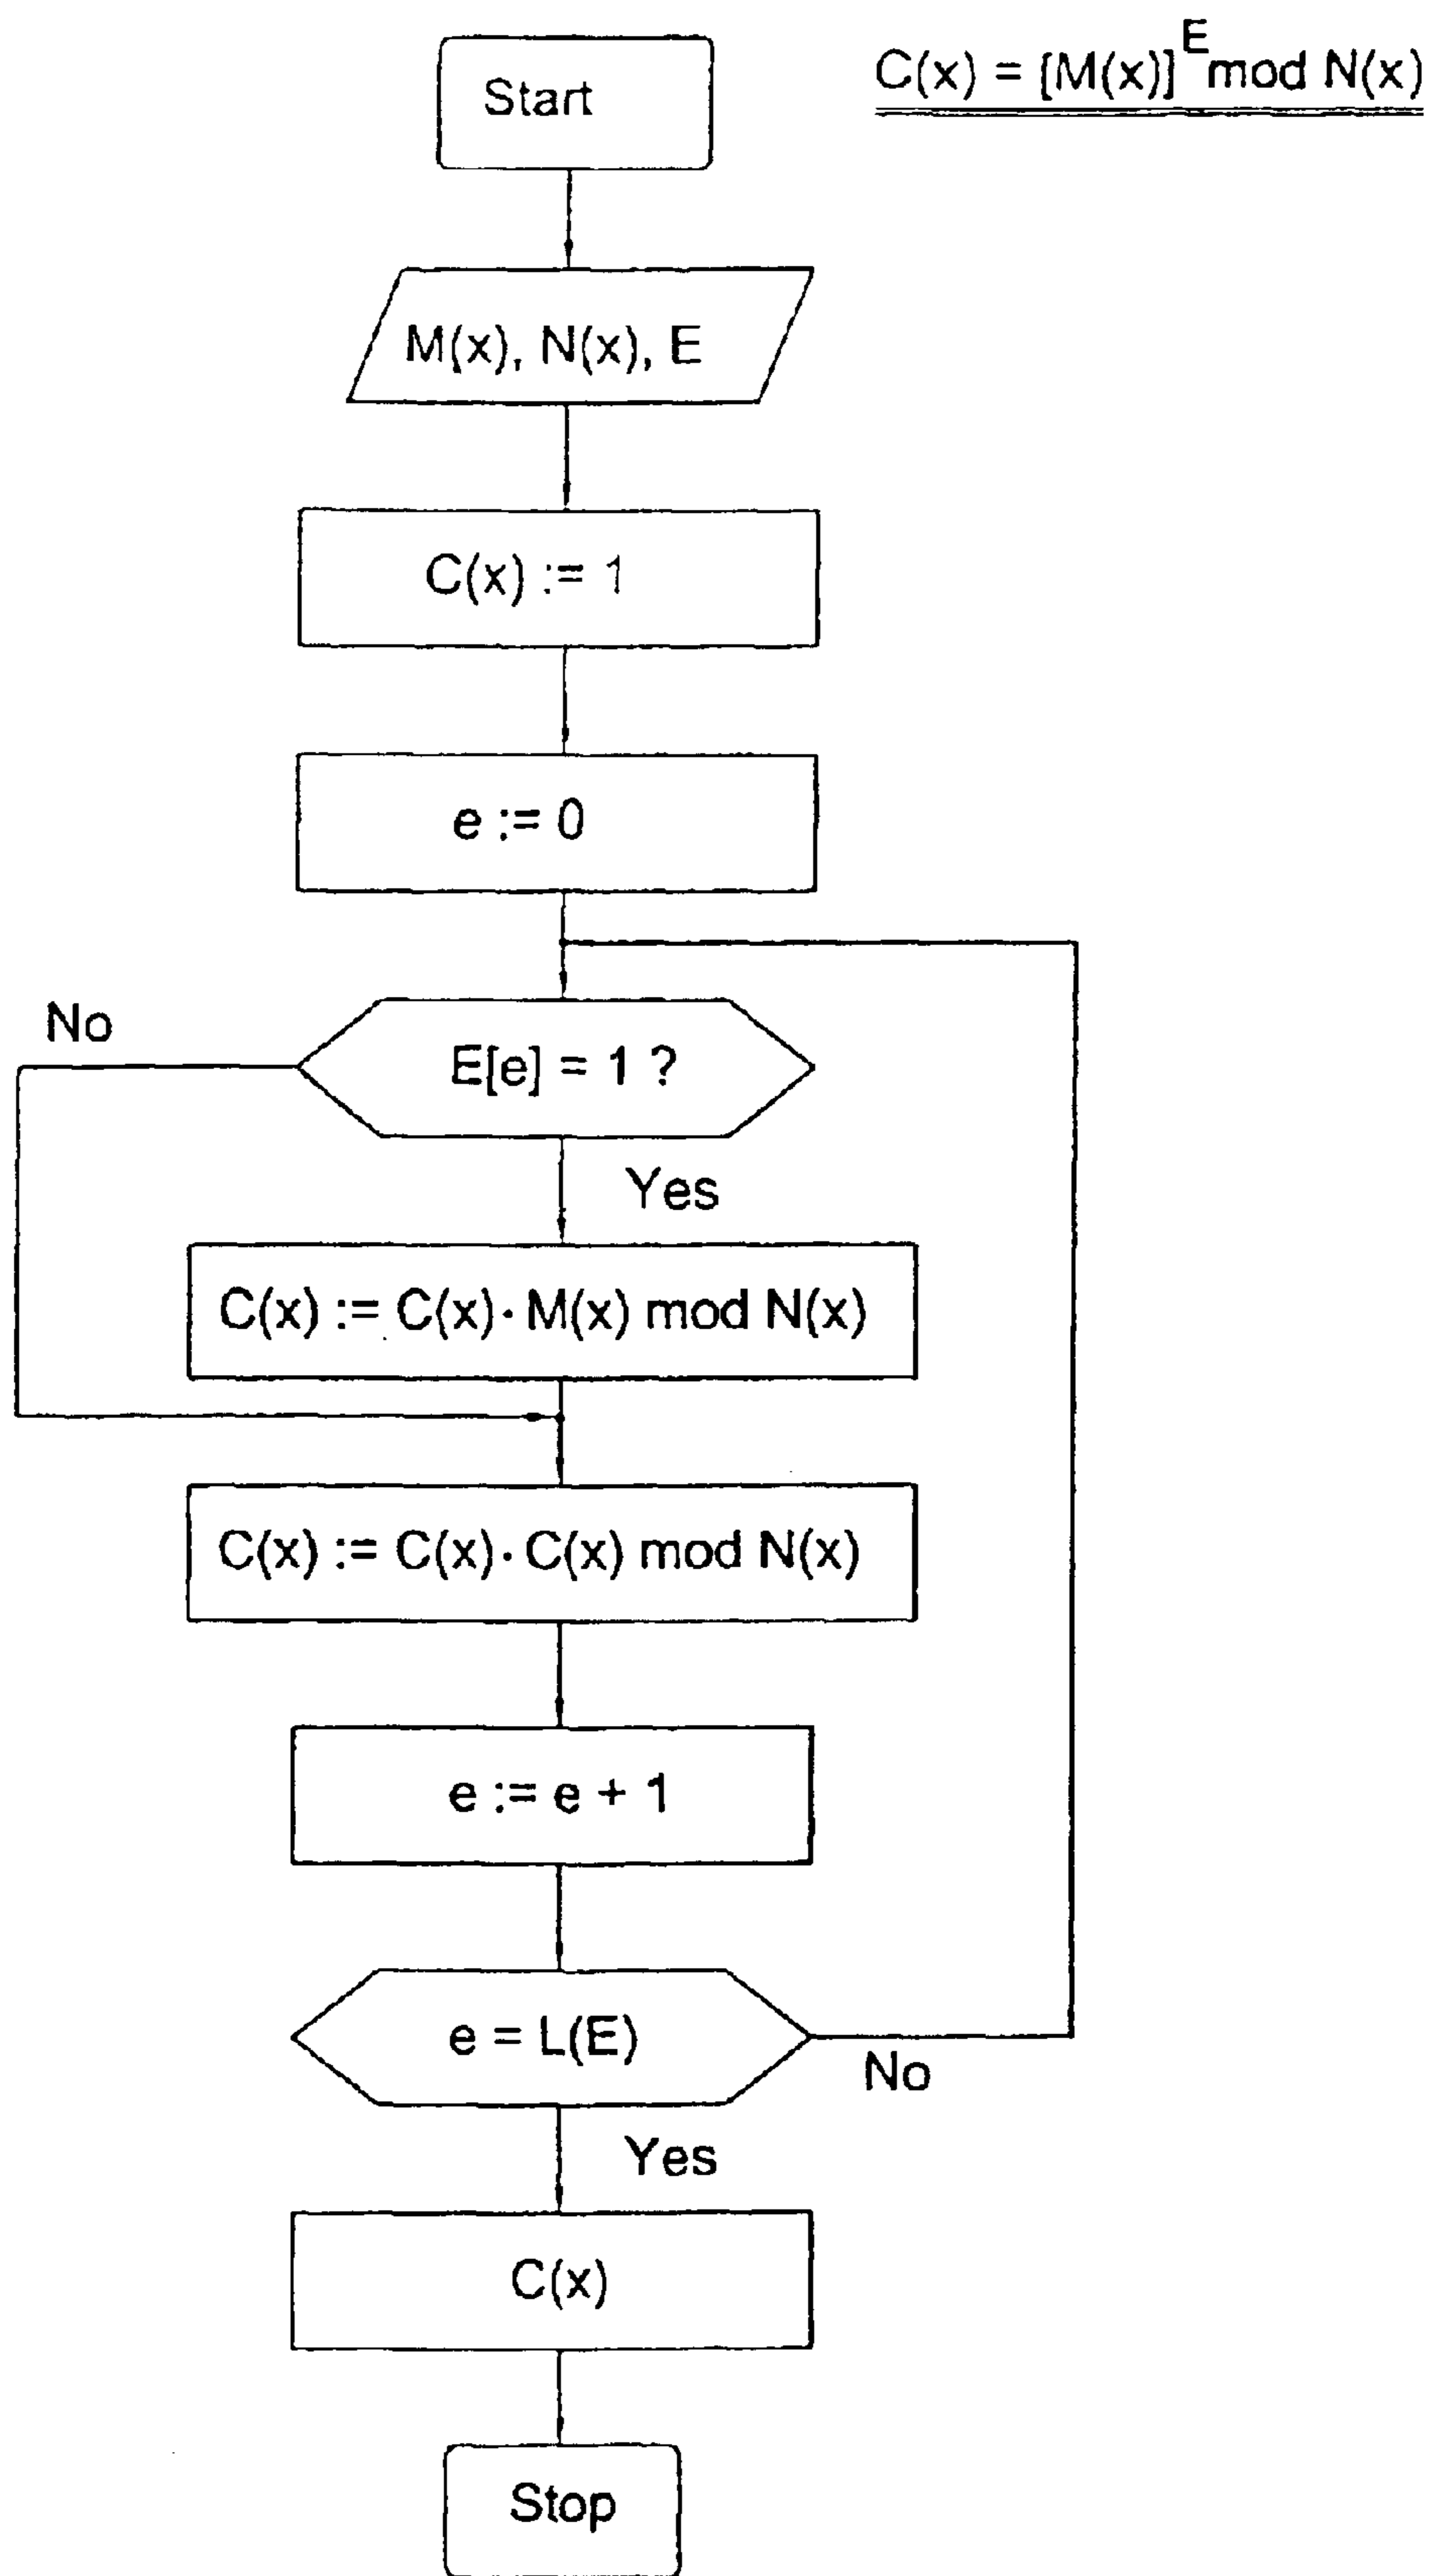 Start
C(x) = [M(x)]^E mod N(x)
M(x), N(x), E
C(x) := 1
e := 0
No
E[e] = 1 ?
Yes
C(x) := C(x)·M(x) mod N(x)
C(x) := C(x)·C(x) mod N(x)
e := e + 1
e = L(E)
No
Yes
C(x)
Stop